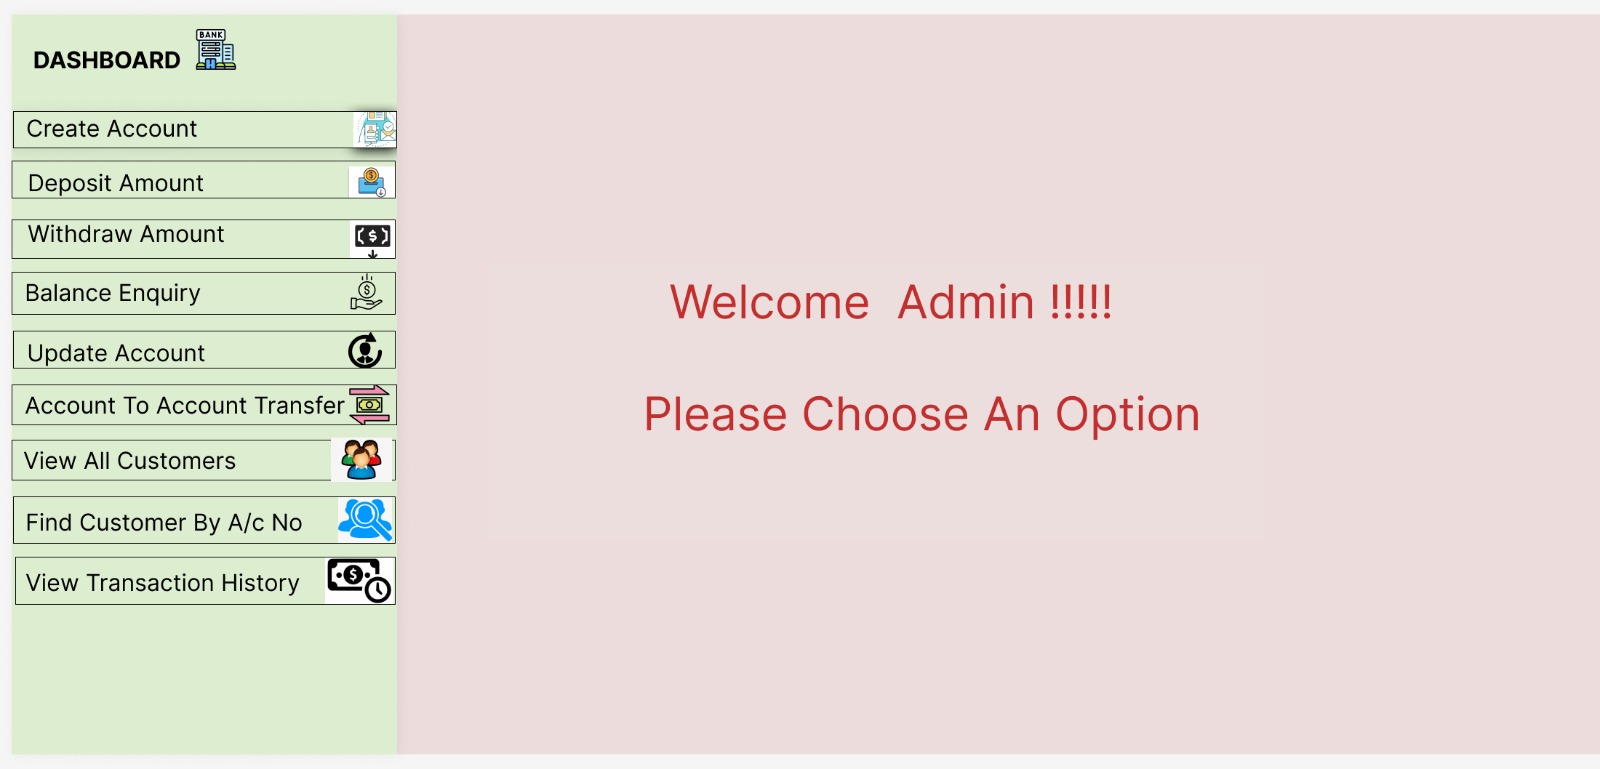 BANK
DASHBOARD
Create Account
Deposit Amount
Withdraw Amount
Balance Enquiry
Update Account
Account To Account Transfer
View All Customers
Find Customer By A/c No
View Transaction History
Welcome  Admin !!!!!
Please Choose An Option